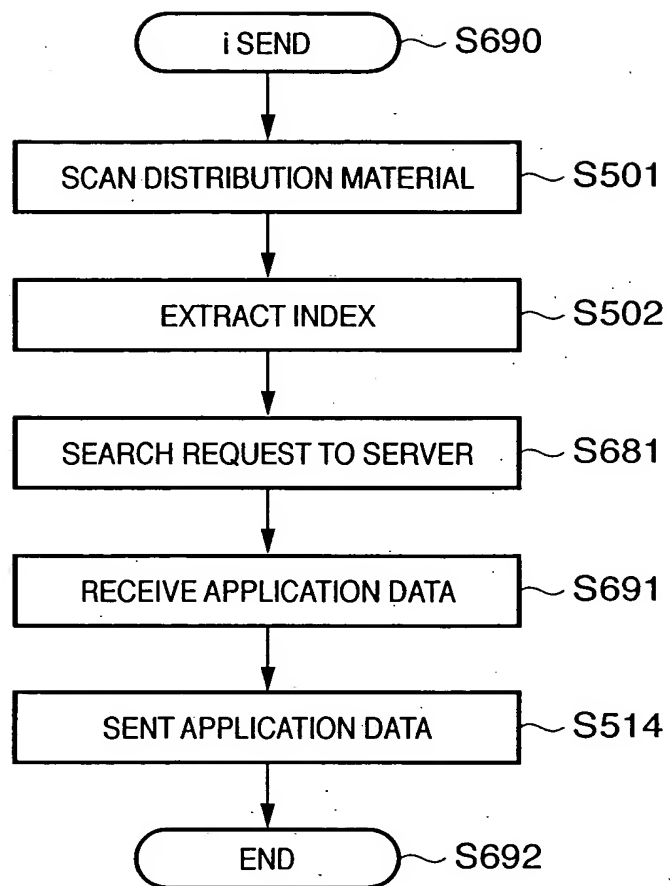 i SEND S690
SCAN DISTRIBUTION MATERIAL S501
EXTRACT INDEX S502
SEARCH REQUEST TO SERVER S681
RECEIVE APPLICATION DATA S691
SENT APPLICATION DATA S514
END S692